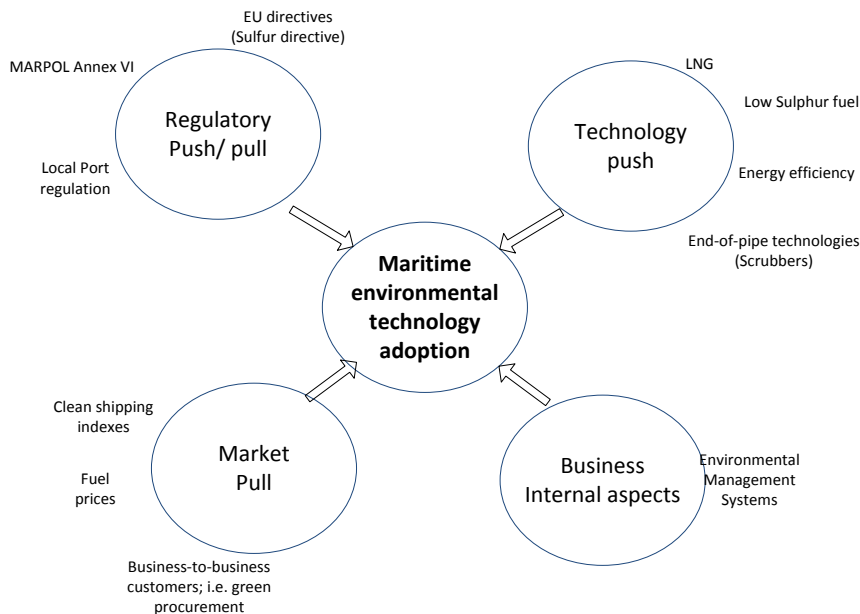 EU directives
(Sulfur directive)
MARPOL Annex VI
Regulatory
Push/ pull
Local Port
regulation
LNG
Low Sulphur fuel
Technology
push
Energy efficiency
End-of-pipe technologies
(Scrubbers)
Maritime
environmental
technology
adoption
Clean shipping
indexes
Market
Pull
Fuel
prices
Business-to-business
customers; i.e. green
procurement
Business
Internal aspects
Environmental
Management
Systems